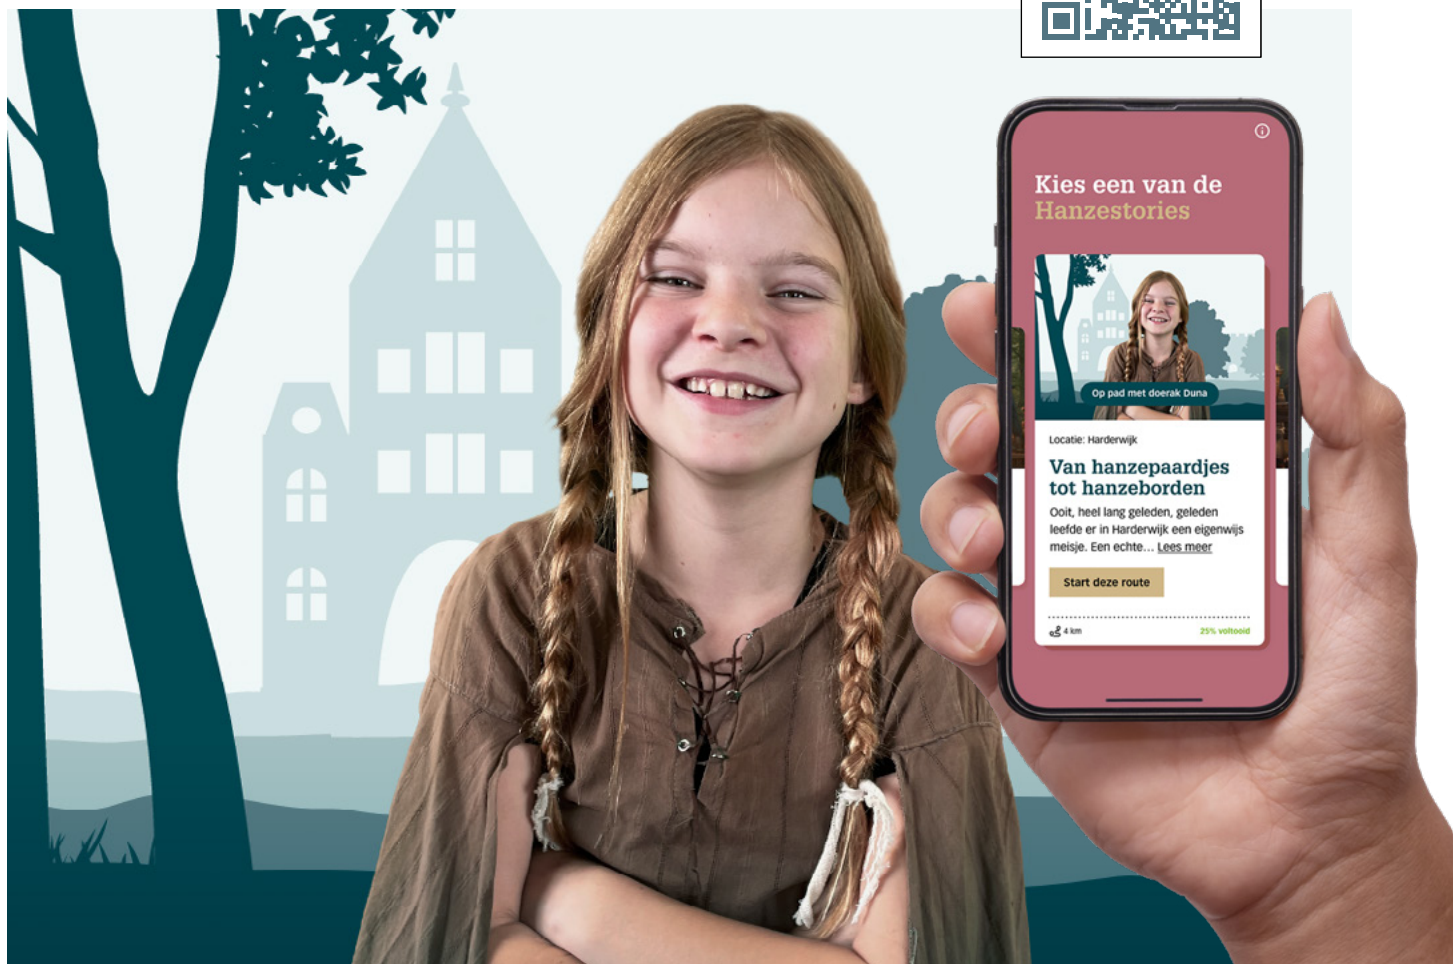 Kies een van de
Hanzestories
Op pad met doerak Duna
Locatie: Harderwijk
Van hanzepaardjes
tot hanzeborden
Ooit, heel lang geleden, geleden
leefde er in Harderwijk een eigenwijs
meisje. Een echte... Lees meer
Start deze route
4 km
25% voltooid